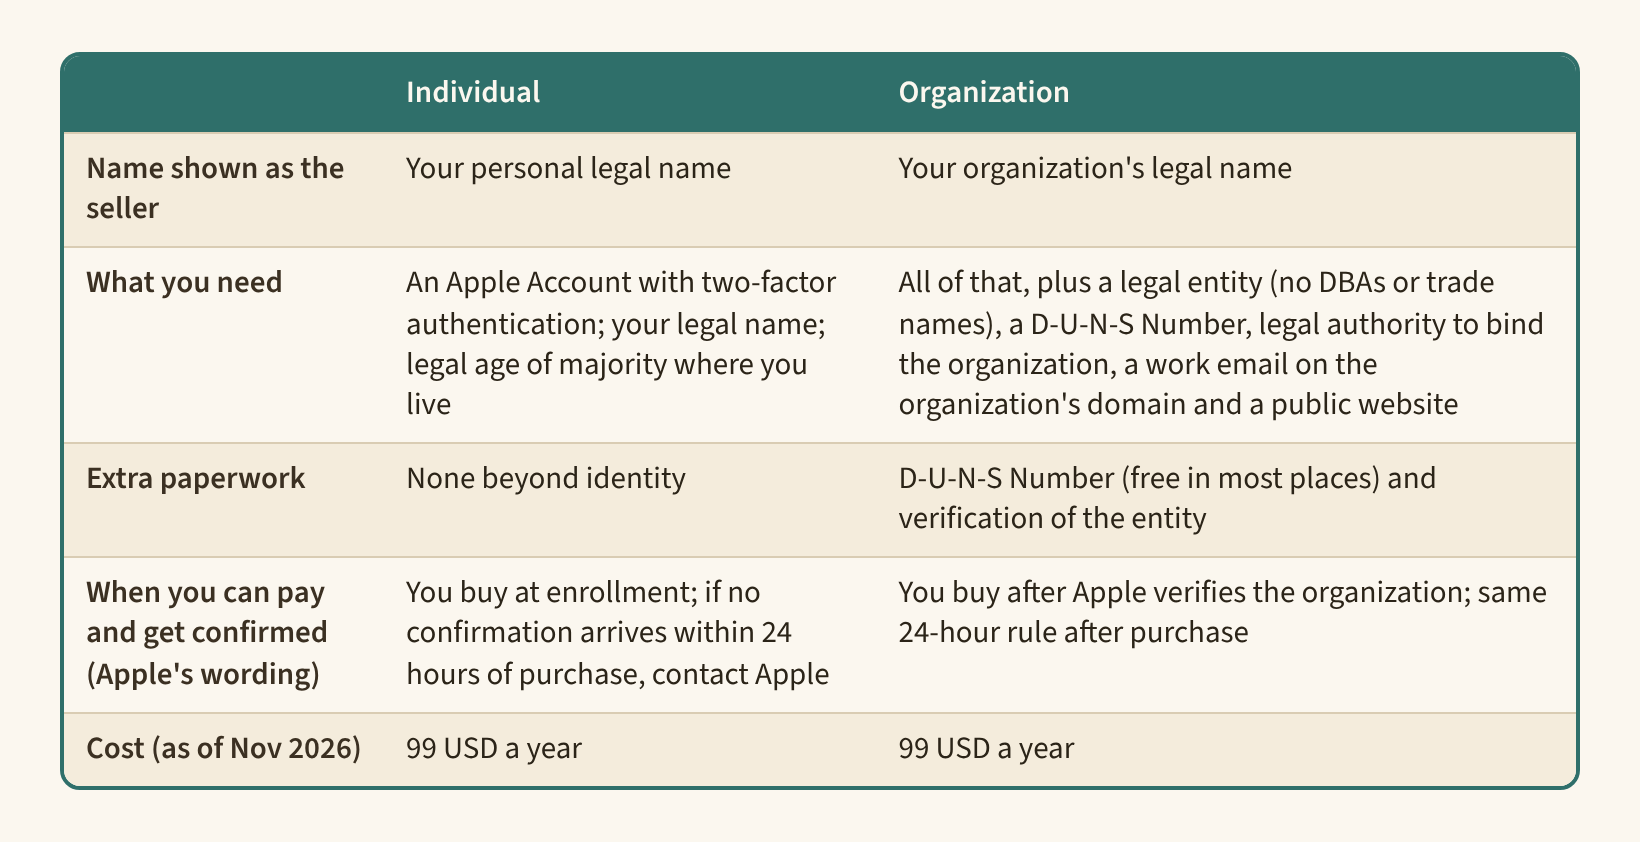 Individual
Organization
Name shown as the
seller
Your personal legal name
Your organization's legal name
What you need
An Apple Account with two-factor
authentication; your legal name;
legal age of majority where you
live
All of that, plus a legal entity (no DBAs or trade
names), a D-U-N-S Number, legal authority to bind
the organization, a work email on the
organization's domain and a public website
Extra paperwork
None beyond identity
D-U-N-S Number (free in most places) and
verification of the entity
When you can pay
and get confirmed
(Apple's wording)
You buy at enrollment; if no
confirmation arrives within 24
hours of purchase, contact Apple
You buy after Apple verifies the organization; same
24-hour rule after purchase
Cost (as of Nov 2026)
99 USD a year
99 USD a year